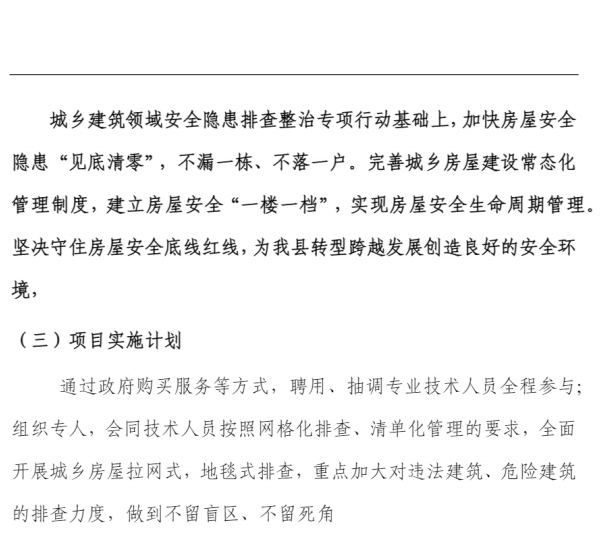 城乡建筑领域安全隐患排查整治专项行动基础上,加快房屋安全
隐患“见底清零”,不漏一栋、不落一户。完善城乡房屋建设常态化
管理制度,建立房屋安全“一楼一档”,实现房屋安全生命周期管理。
坚决守住房屋安全底线红线,为我县转型跨越发展创造良好的安全环
境,
（三）项目实施计划
通过政府购买服务等方式，聘用、抽调专业技术人员全程参与;
组织专人，会同技术人员按照网格化排查、清单化管理的要求，全面
开展城乡房屋拉网式，地毯式排查，重点加大对违法建筑、危险建筑
的排查力度，做到不留盲区、不留死角